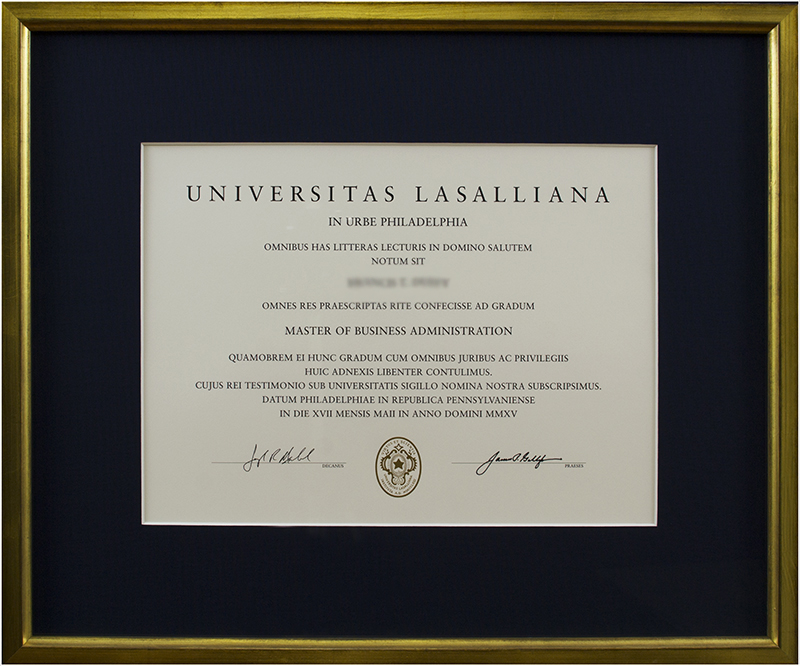 UNIVERSITAS LASALLIANA
IN URBE PHILADELPHIA
OMNIBUS HAS LITTERAS LECTURIS IN DOMINO SALUTEM
NOTUM SIT
OMNES RES PRAESCRIPTAS RITE CONFECISSE AD GRADUM
MASTER OF BUSINESS ADMINISTRATION
QUAMOBREM EI HUNC GRADUM CUM OMNIBUS JURIBUS AC PRIVILEGIIS
HUIC ADNEXIS LIBENTER CONTULIMUS.
CUJUS REI TESTIMONIO SUB UNIVERSITATIS SIGILLO NOMINA NOSTRA SUBSCRIPSIMUS.
DATUM PHILADELPHIAE IN REPUBLICA PENNSYLVANIENSE
IN DIE XVII MENSIS MAII IN ANNO DOMINI MMXV
DECANUS
PRAESES